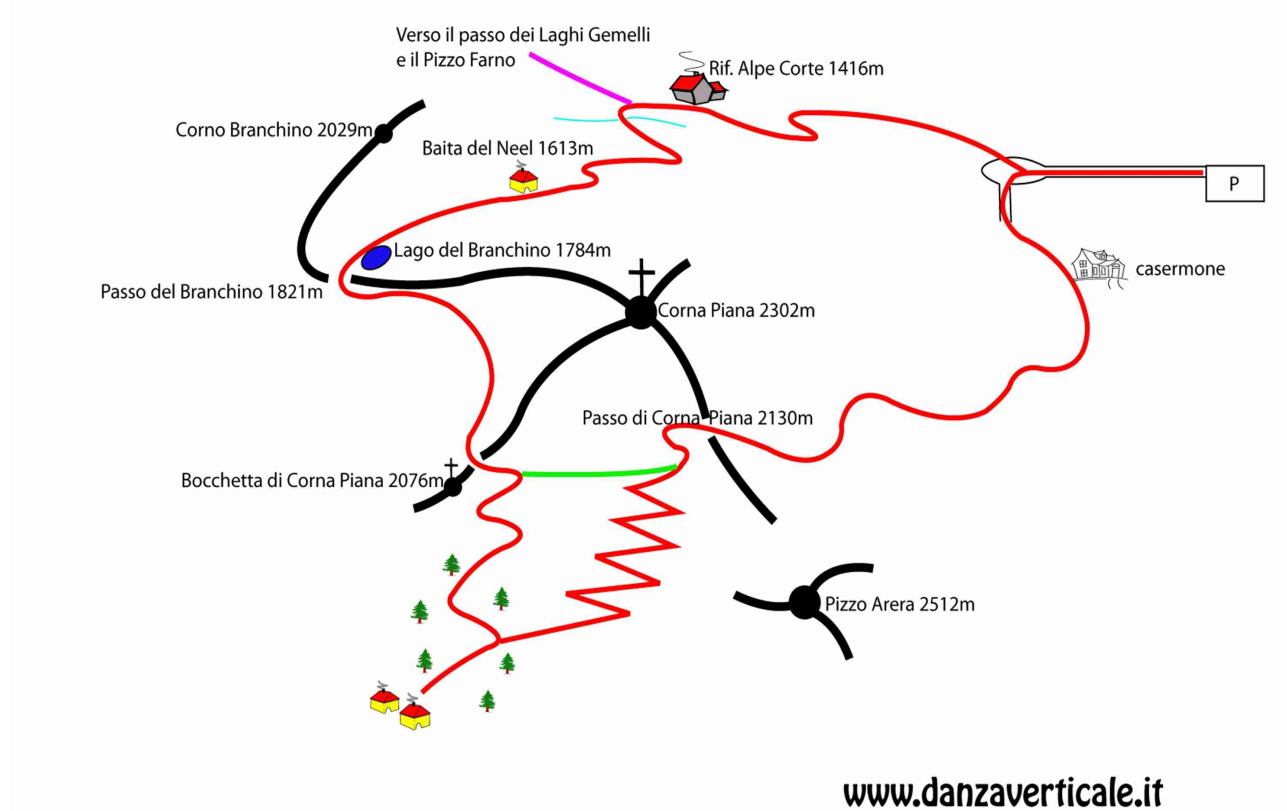 Verso il passo dei Laghi Gemelli
e il Pizzo Farno
Rif. Alpe Corte 1416m
Corno Branchino 2029m
Baita del Neel 1613m
P
Lago del Branchino 1784m
casermone
Passo del Branchino 1821m
Corna Piana 2302m
Passo di Corna Piana 2130m
Bocchetta di Corna Piana 2076m
Pizzo Arera 2512m
www.danzaverticale.it